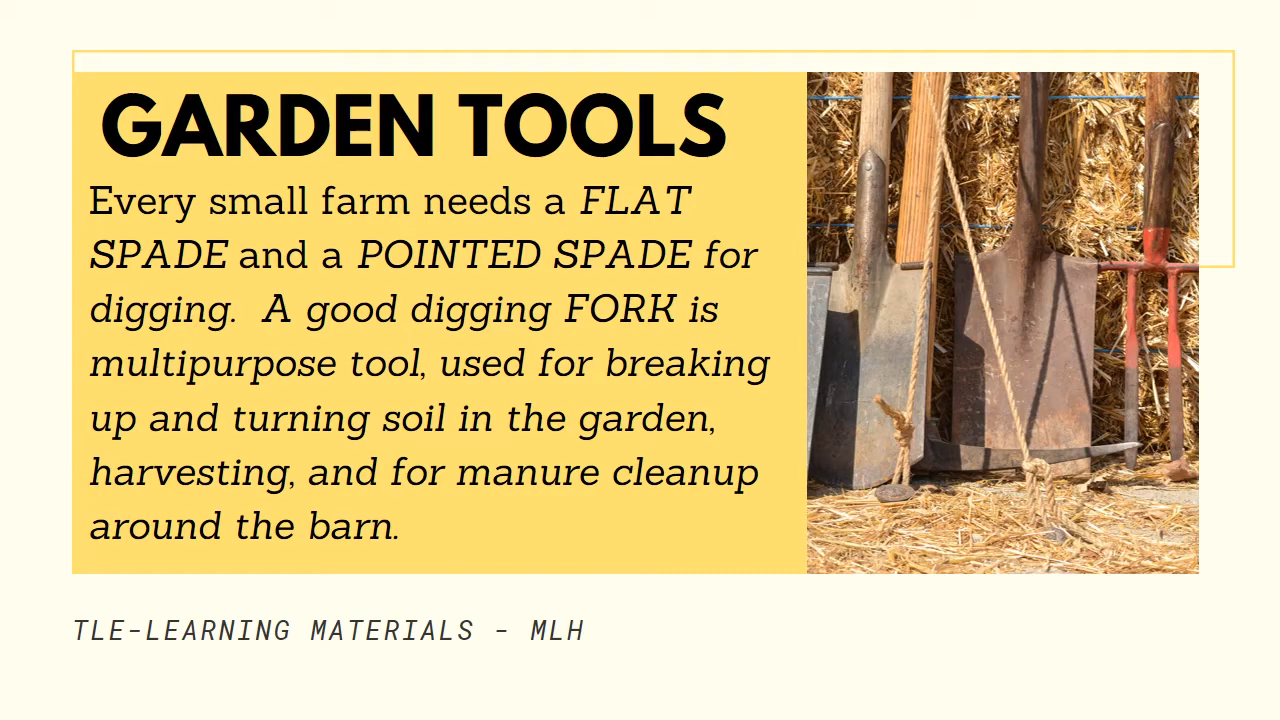 GARDEN TOOLS
Every small farm needs a FLAT
SPADE and a POINTED SPADE for
digging.  A good digging FORK is
multipurpose tool, used for breaking
up and turning soil in the garden,
harvesting, and for manure cleanup
around the barn.
TLE-LEARNING MATERIALS - MLH